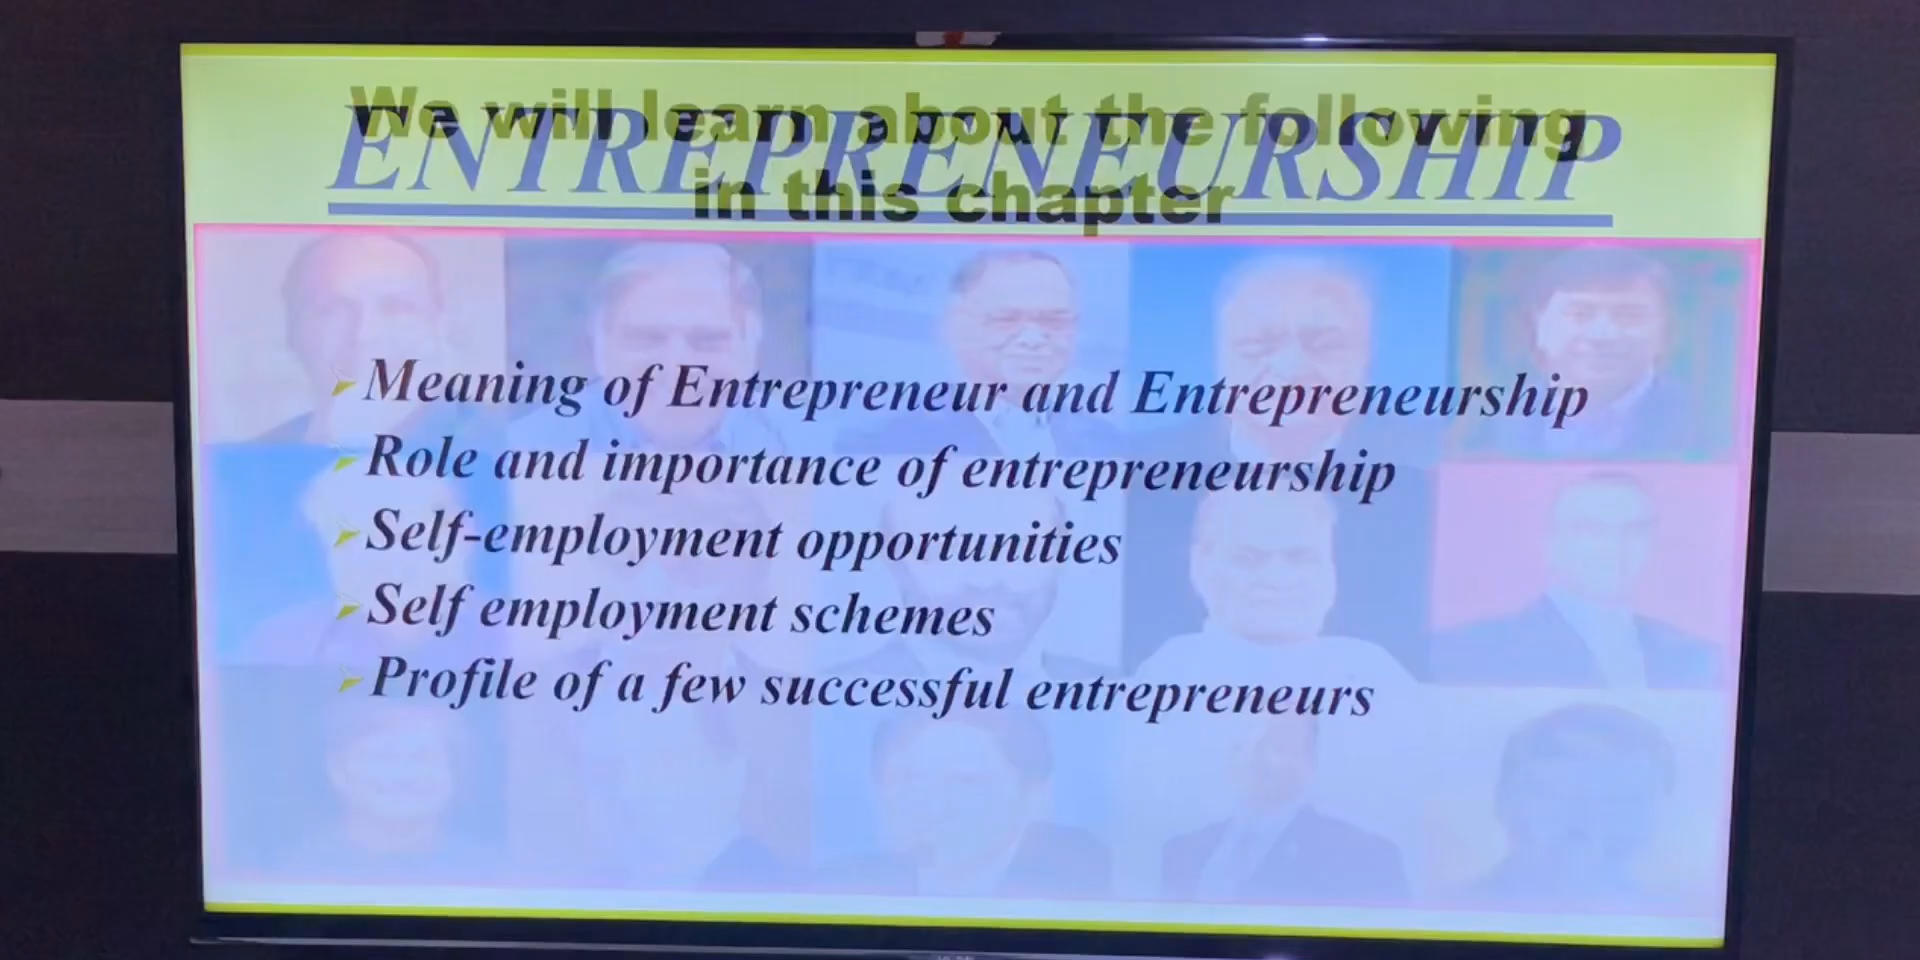 We will learn about the following
ENTREPRENEURSHIP
in this chapter
Meaning of Entrepreneur and Entrepreneurship
Role and importance of entrepreneurship
Self-employment opportunities
Self employment schemes
Profile of a few successful entrepreneurs